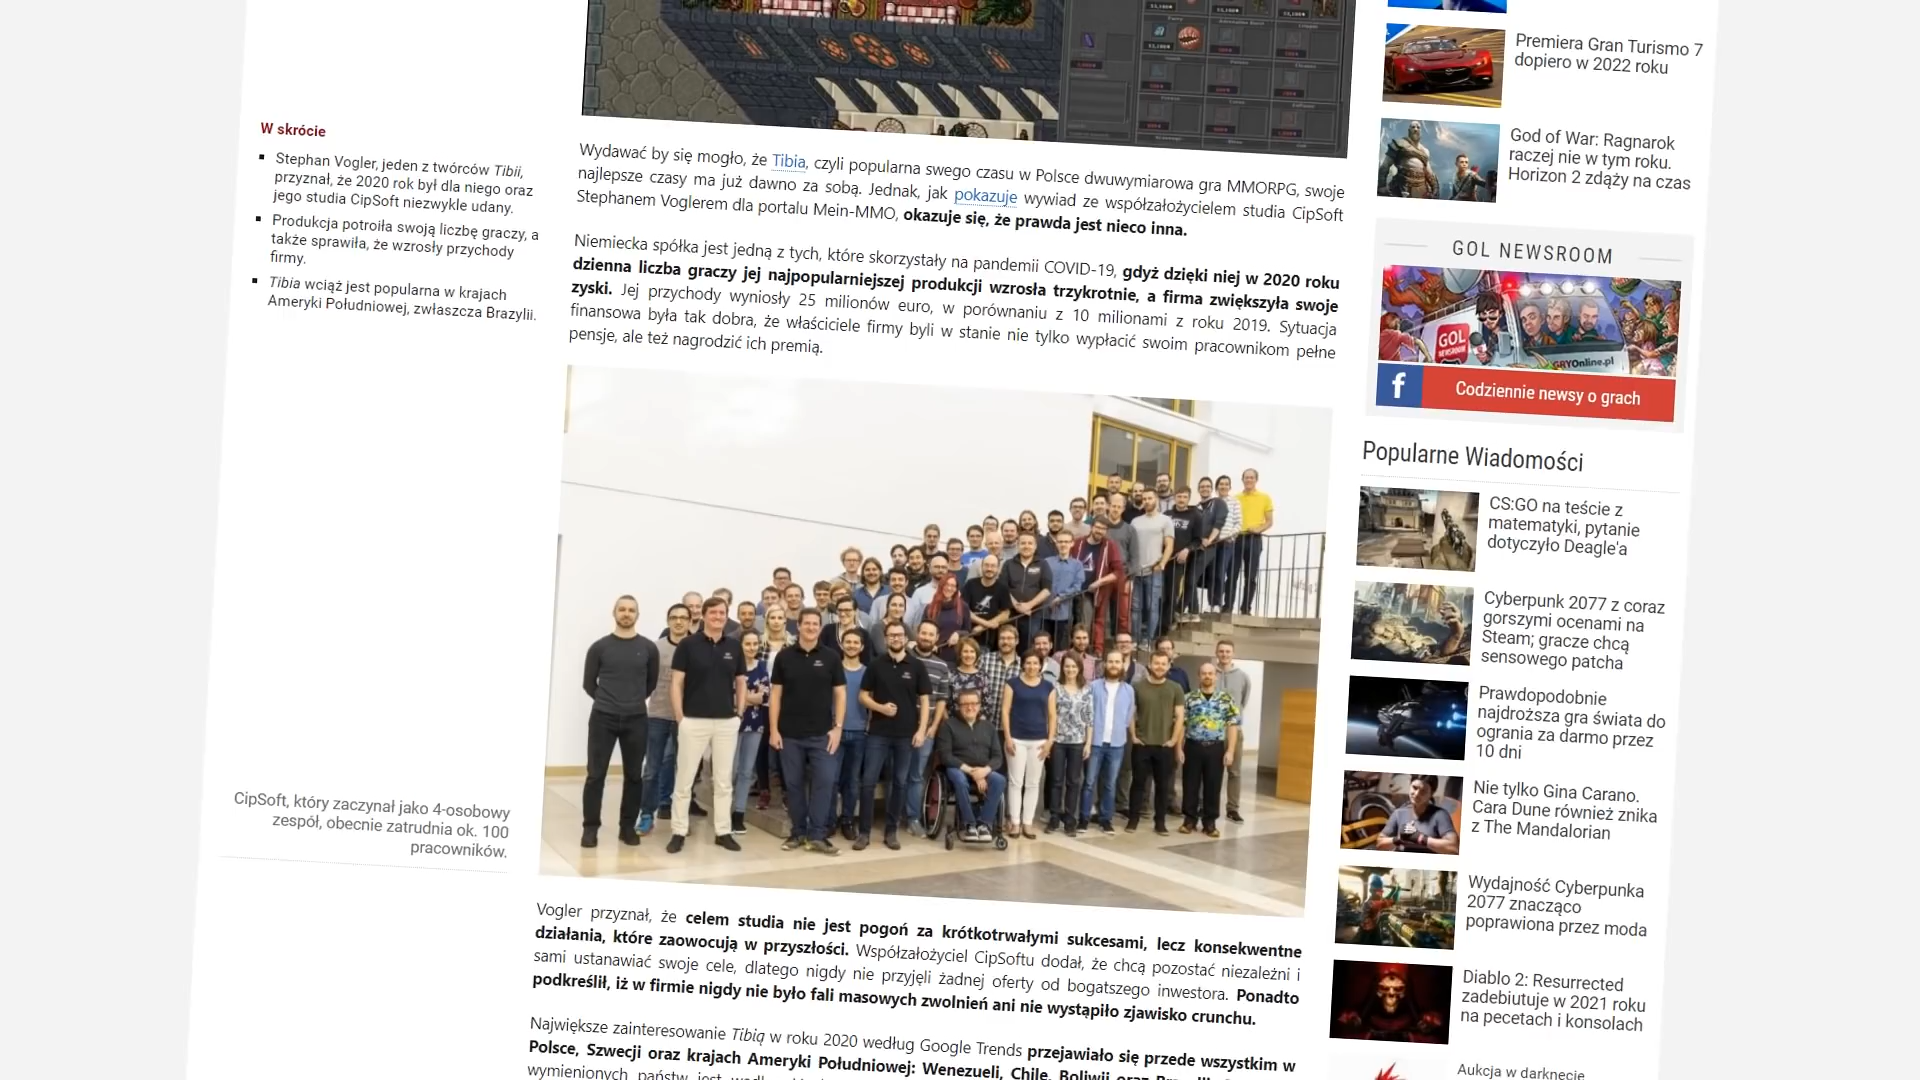 W skrócie
Stephan Vogler, jeden z twórców Tibii,
przyznał, że 2020 rok był dla niego oraz
jego studia CipSoft niezwykle udany.
Produkcja potroiła swoją liczbę graczy, a
także sprawiła, że wzrosły przychody
firmy.
Tibia wciąż jest popularna w krajach
Ameryki Południowej, zwłaszcza Brazylii.
Wydawać by się mogło, że Tibia, czyli popularna swego czasu w Polsce dwuwymiarowa gra MMORPG, swoje
najlepsze czasy ma już dawno za sobą. Jednak, jak pokazuje wywiad ze współzałożycielem studia CipSoft
Stephanem Voglerem dla portalu Mein-MMO, okazuje się, że prawda jest nieco inna.
Niemiecka spółka jest jedną z tych, które skorzystały na pandemii COVID-19, gdyż dzięki niej w 2020 roku
dzienna liczba graczy jej najpopularniejszej produkcji wzrosła trzykrotnie, a firma zwiększyła swoje
zyski. Jej przychody wyniosły 25 milionów euro, w porównaniu z 10 milionami z roku 2019. Sytuacja
finansowa była tak dobra, że właściciele firmy byli w stanie nie tylko wypłacić swoim pracownikom pełne
pensje, ale też nagrodzić ich premią.
CipSoft, który zaczynał jako 4-osobowy
zespół, obecnie zatrudnia ok. 100
pracowników.
Vogler przyznał, że celem studia nie jest pogoń za krótkotrwałymi sukcesami, lecz konsekwentne
działania, które zaowocują w przyszłości. Współzałożyciel CipSoftu dodał, że chcą pozostać niezależni i
sami ustanawiać swoje cele, dlatego nigdy nie przyjęli żadnej oferty od bogatszego inwestora. Ponadto
podkreślił, iż w firmie nigdy nie było fali masowych zwolnień ani nie wystąpiło zjawisko crunchu.
Największe zainteresowanie Tibią w roku 2020 według Google Trends przejawiało się przede wszystkim w
Polsce, Szwecji oraz krajach Ameryki Południowej: Wenezueli, Chile, Boliwii oraz
wymienionych państw jest
Premiera Gran Turismo 7
dopiero w 2022 roku
God of War: Ragnarok
raczej nie w tym roku.
Horizon 2 zdąży na czas
GOL NEWSROOM
GOL
NEWSROOM
GRYOnline.pl
f Codziennie newsy o grach
Popularne Wiadomości
CS:GO na teście z
matematyki, pytanie
dotyczyło Deagle'a
Cyberpunk 2077 z coraz
gorszymi ocenami na
Steam; gracze chcą
sensowego patcha
Prawdopodobnie
najdroższa gra świata do
ogrania za darmo przez
10 dni
Nie tylko Gina Carano.
Cara Dune również znika
z The Mandalorian
Wydajność Cyberpunka
2077 znacząco
poprawiona przez moda
Diablo 2: Resurrected
zadebiutuje w 2021 roku
na pecetach i konsolach
Aukcja w darknecie